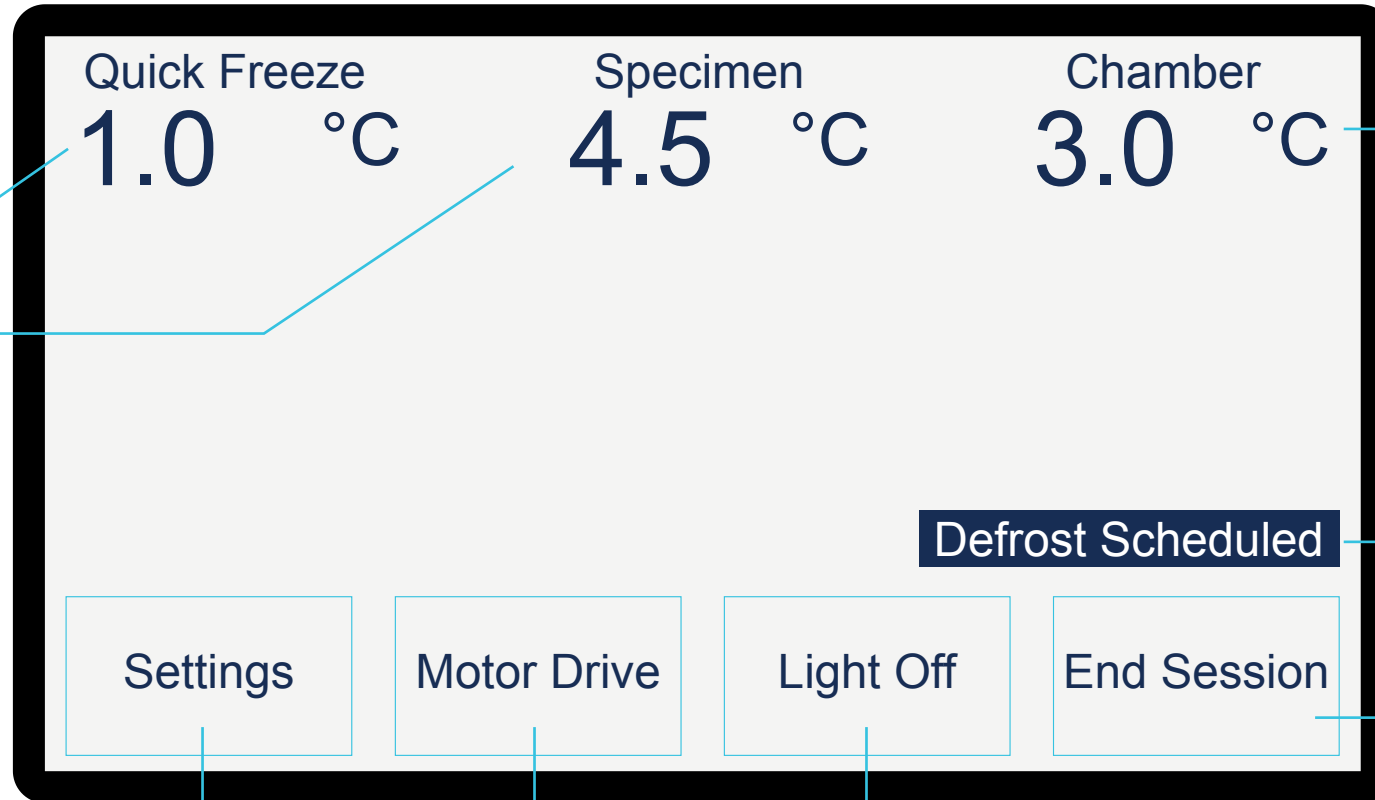 Quick Freeze Specimen Chamber
1.0 °C 4.5 °C 3.0 °C
Defrost Scheduled
Settings Motor Drive Light Off End Session